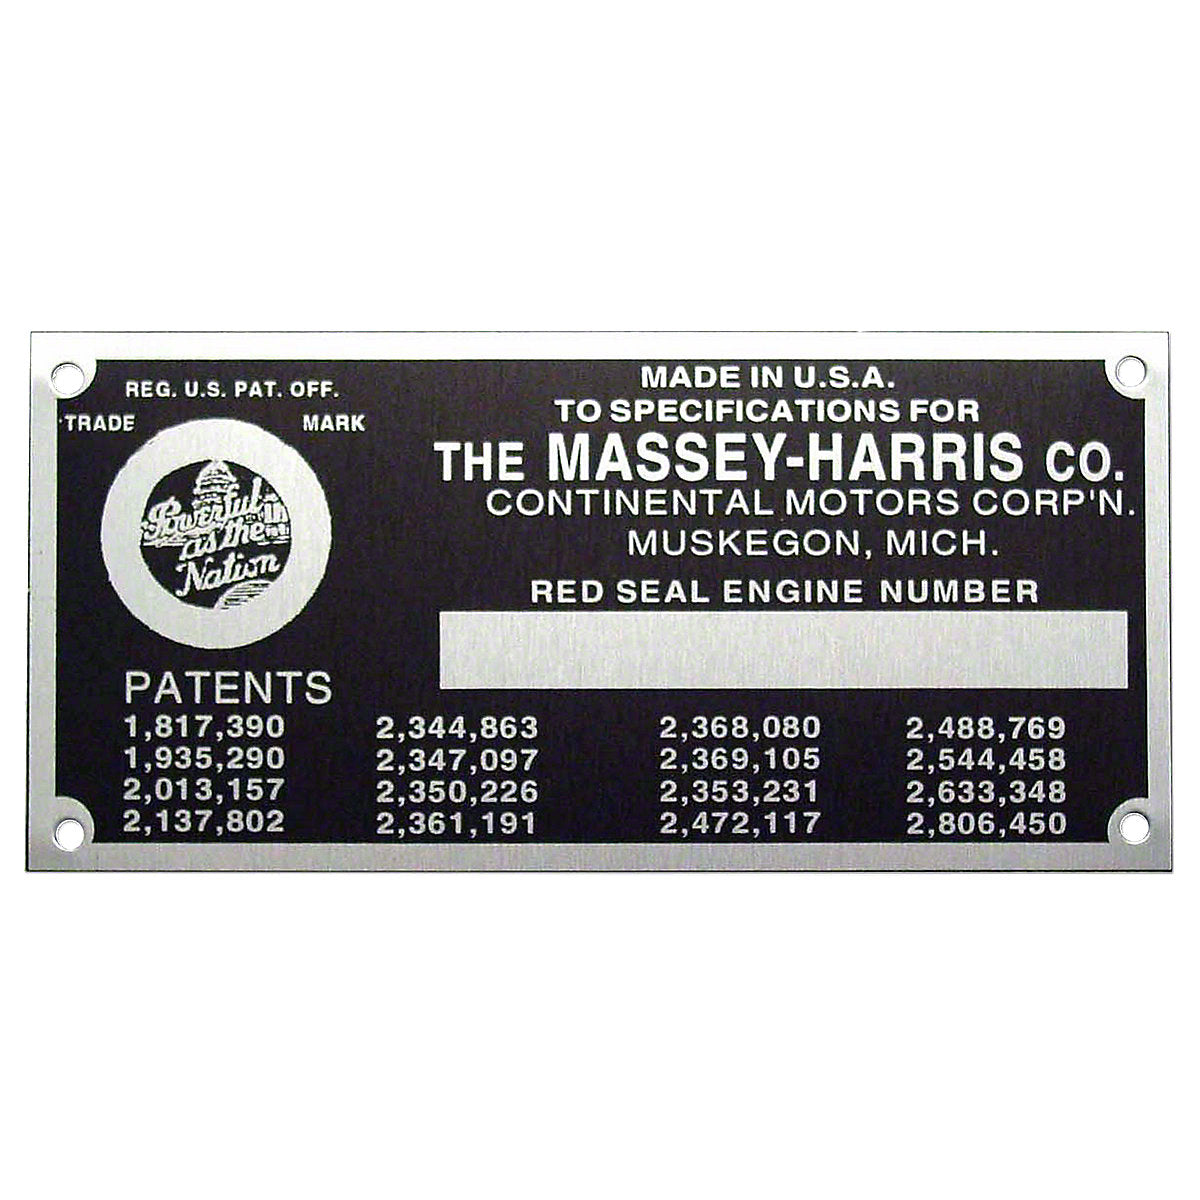 REG. U.S. PAT. OFF.
TRADE MARK
Powerful
as the
Nation
MADE IN U.S.A.
TO SPECIFICATIONS FOR
THE MASSEY-HARRIS CO.
CONTINENTAL MOTORS CORP'N.
MUSKEGON, MICH.
RED SEAL ENGINE NUMBER
PATENTS
1,817,390 2,344,863 2,368,080 2,488,769
1,935,290 2,347,097 2,369,105 2,544,458
2,013,157 2,350,226 2,353,231 2,633,348
2,137,802 2,361,191 2,472,117 2,806,450